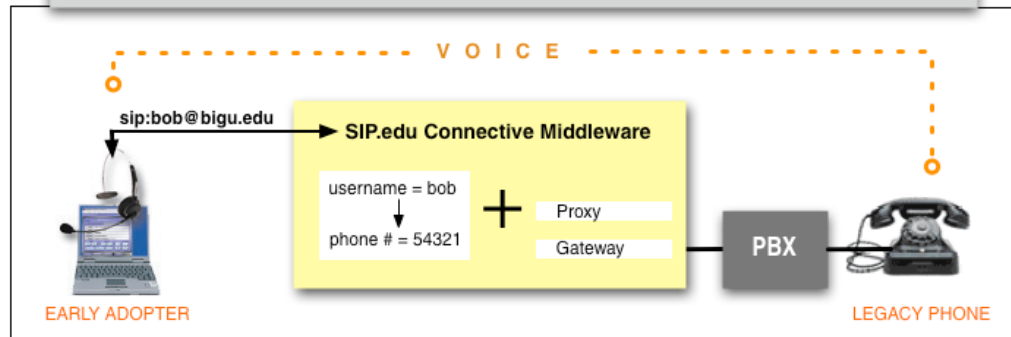 VOICE
sip:bob@bigu.edu
SIP.edu Connective Middleware
username = bob
phone # = 54321
+
Proxy
Gateway
PBX
EARLY ADOPTER
LEGACY PHONE